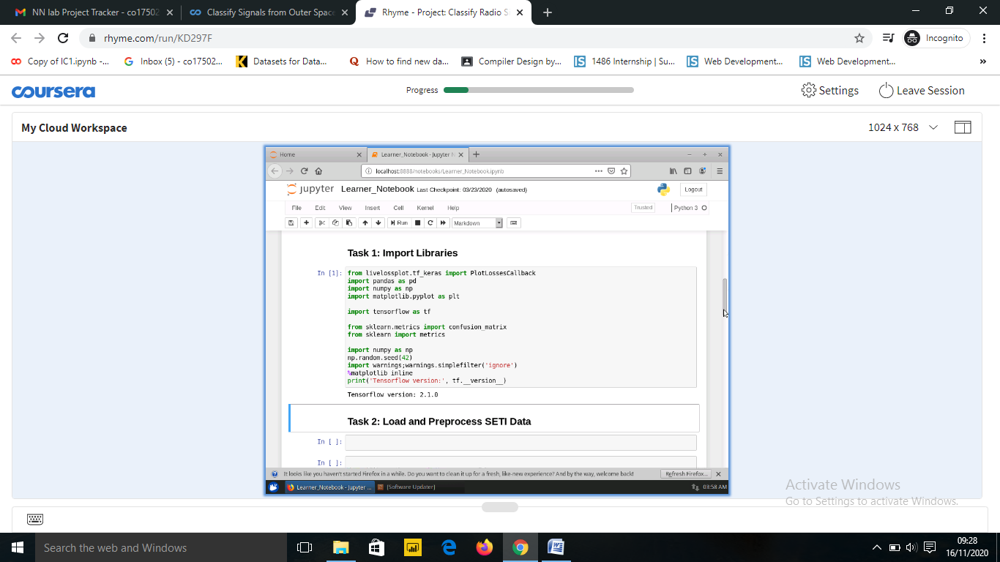 NN lab Project Tracker - co17502
Classify Signals from Outer Space
Rhyme - Project: Classify Radio S
rhyme.com/run/KD297F
Incognito
Copy of IC1.ipynb -...
Inbox (5) - co17502...
Datasets for Data...
How to find new da...
Compiler Design by...
1486 Internship | Su...
Web Development...
Web Development...
»
coursera
Progress
Settings
Leave Session
My Cloud Workspace
1024 x 768
Home
Learner_Notebook - Jupyter N
localhost:8888/notebooks/Learner_Notebook.ipynb
jupyter Learner_Notebook Last Checkpoint: 03/23/2020 (autosaved)
Logout
File Edit View Insert Cell Kernel Help
Trusted
Python 3 O
Run
Markdown
Task 1: Import Libraries
In [1]: from livelossplot.tf_keras import PlotLossesCallback
import pandas as pd
import numpy as np
import matplotlib.pyplot as plt
import tensorflow as tf
from sklearn.metrics import confusion_matrix
from sklearn import metrics
import numpy as np
np.random.seed(42)
import warnings;warnings.simplefilter('ignore')
%matplotlib inline
print('Tensorflow version:', tf.__version__)
Tensorflow version: 2.1.0
Task 2: Load and Preprocess SETI Data
In [ ]:
In [ ]:
It looks like you haven't started Firefox in a while. Do you want to clean it up for a fresh, like-new experience? And by the way, welcome back!
Refresh Firefox...
Learner_Notebook - Jupyter ...
[Software Updater]
03:58 AM
Activate Windows
Go to Settings to activate Windows.
Search the web and Windows
09:28
16/11/2020